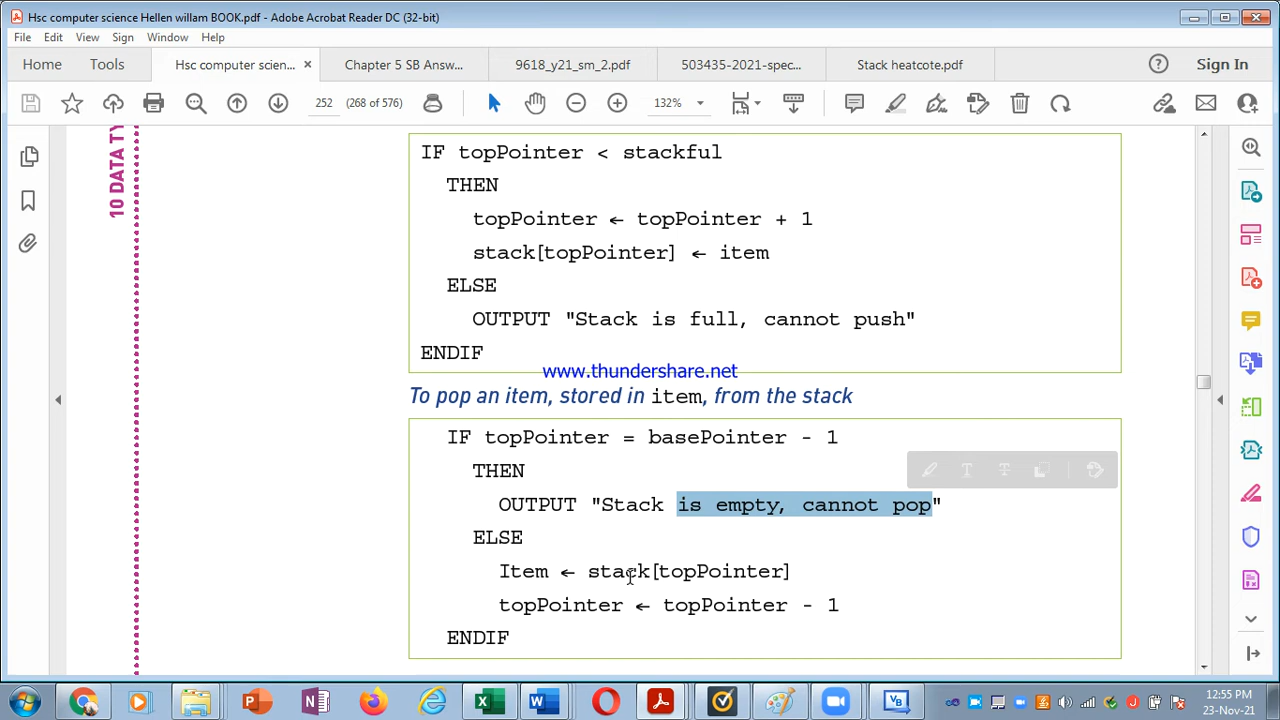 Hsc computer science Hellen willam BOOK.pdf - Adobe Acrobat Reader DC (32-bit)
File Edit View Sign Window Help
Home Tools Hsc computer scien... × Chapter 5 SB Answ... 9618_y21_sm_2.pdf 503435-2021-spec... Stack heatcote.pdf Sign In
252 (268 of 576) 132%
10 DATA TY
IF topPointer < stackful
THEN
topPointer ← topPointer + 1
stack[topPointer] ← item
ELSE
OUTPUT "Stack is full, cannot push"
ENDIF
www.thundershare.net
To pop an item, stored in item, from the stack
IF topPointer = basePointer - 1
THEN
OUTPUT "Stack is empty, cannot pop"
ELSE
Item ← stack[topPointer]
topPointer ← topPointer - 1
ENDIF
12:55 PM
23-Nov-21